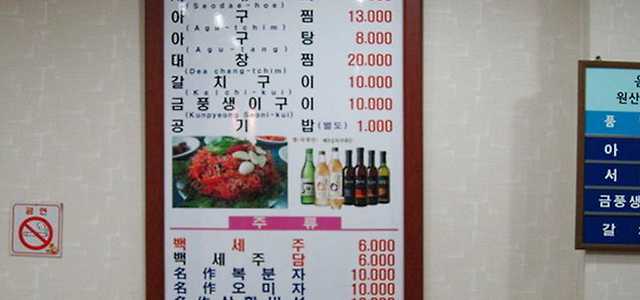 (Seodae-hoe)
아구찜 13.000
(Agu-tchim)
아구탕 8.000
(Agu-tang)
대창찜 20.000
(Dea chang-tchim)
갈치구이 10.000
(Kalchi-kui)
금풍생이구이 10.000
(Kunpyeong Seani-kui)
공기밥(별도) 1.000
주류
백세주 6.000
백세주담 6.000
名作복분자 10.000
名作오미자 10.000
금연
원산
품
아
서
금풍생
갈